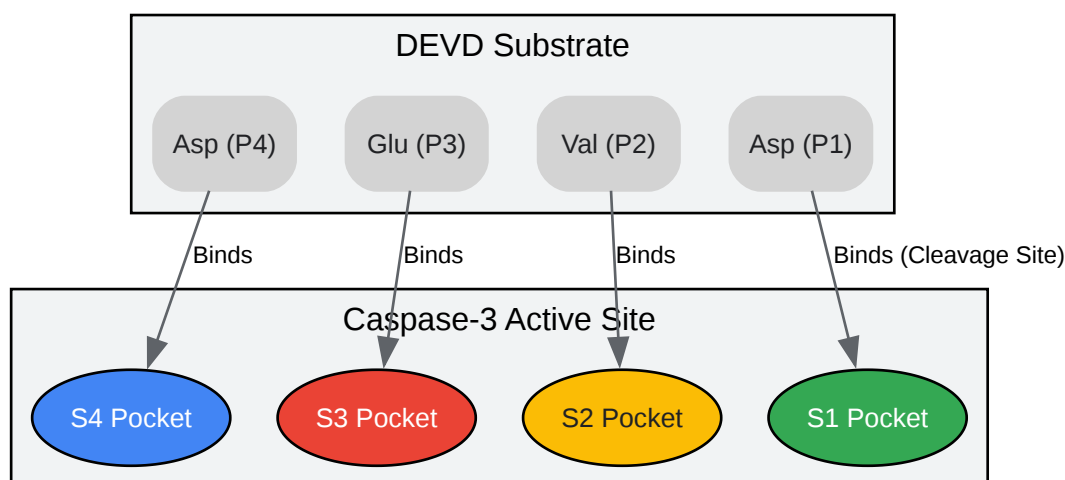 DEVD Substrate
Asp (P4)
Glu (P3)
Val (P2)
Asp (P1)
Binds
Binds
Binds
Binds (Cleavage Site)
Caspase-3 Active Site
S4 Pocket
S3 Pocket
S2 Pocket
S1 Pocket